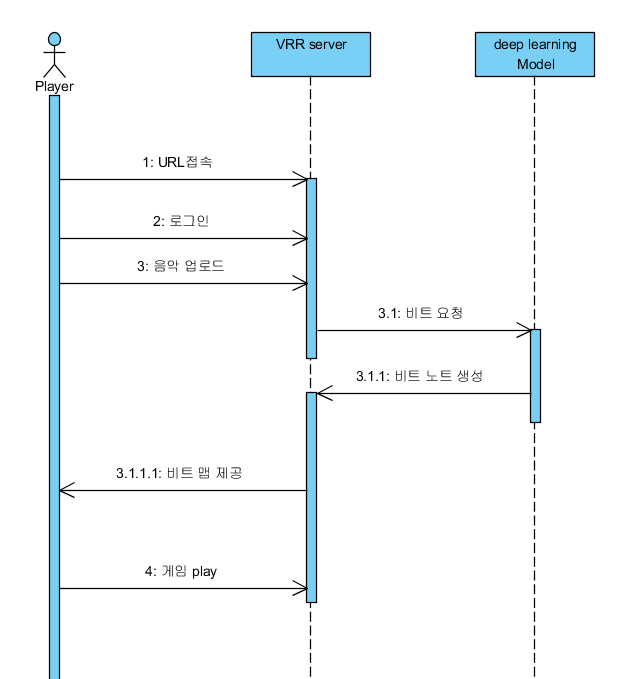 VRR server
deep learning
Model
Player
1: URL접속
2: 로그인
3: 음악 업로드
3.1: 비트 요청
3.1.1: 비트 노트 생성
3.1.1.1: 비트 맵 제공
4: 게임 play